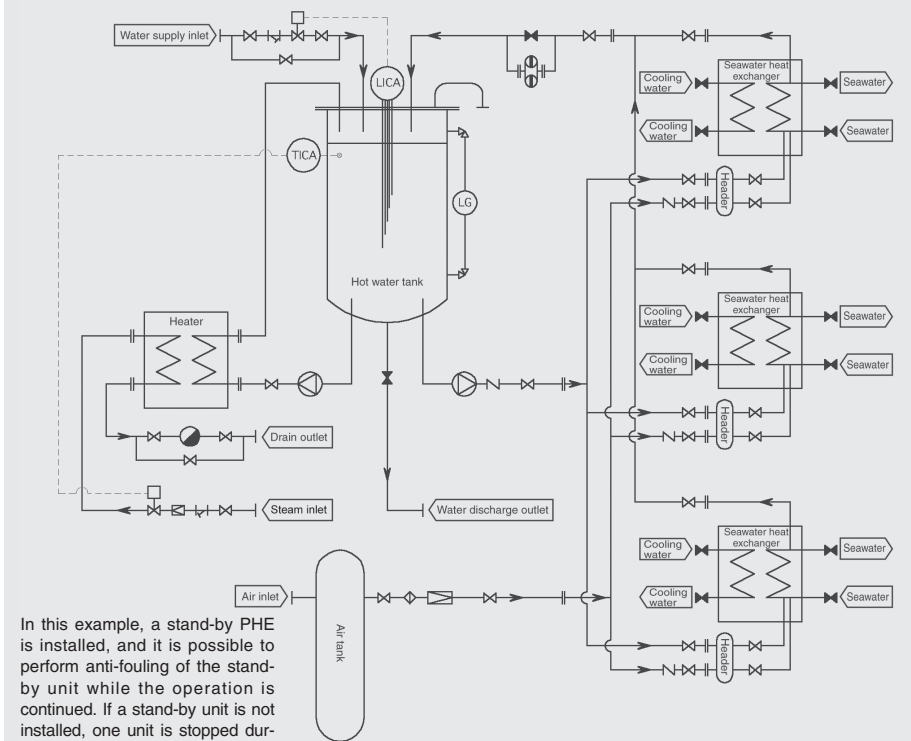 Water supply inlet
LICA
TICA
LG
Hot water tank
Heater
Drain outlet
Steam inlet
Water discharge outlet
Air inlet
Air tank
Seawater heat
exchanger
Cooling
water
Cooling
water
Seawater
Seawater
Header
Seawater heat
exchanger
Cooling
water
Cooling
water
Seawater
Seawater
Header
Seawater heat
exchanger
Cooling
water
Cooling
water
Seawater
Seawater
Header
In this example, a stand-by PHE
is installed, and it is possible to
perform anti-fouling of the stand-
by unit while the operation is
continued. If a stand-by unit is not
installed, one unit is stopped dur-